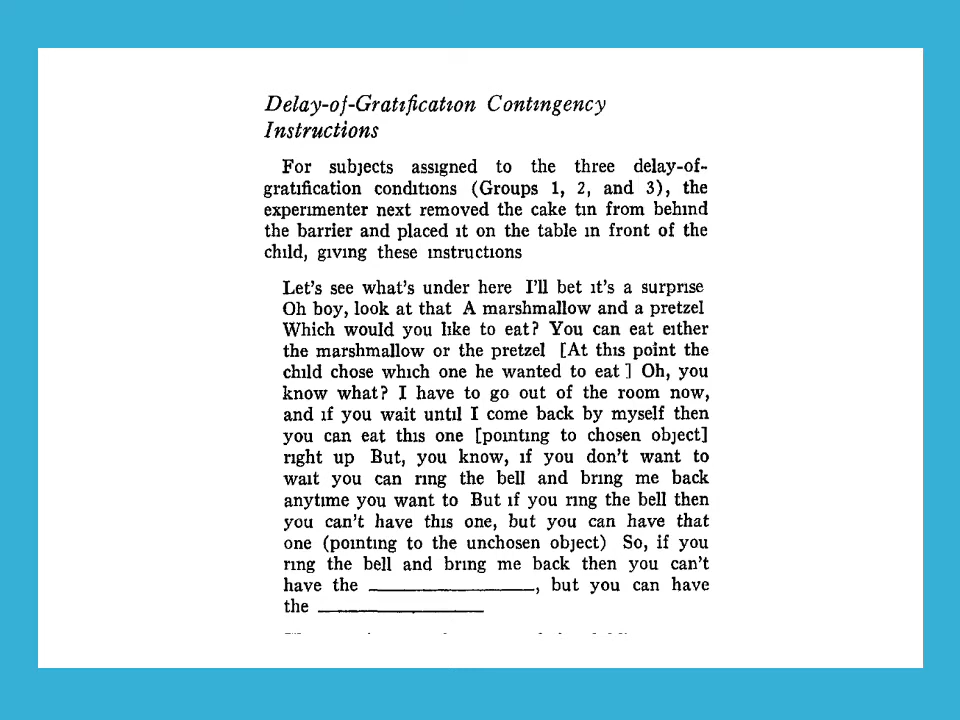 Delay-of-Gratification Contingency
Instructions
For subjects assigned to the three delay-of-
gratification conditions (Groups 1, 2, and 3), the
experimenter next removed the cake tin from behind
the barrier and placed it on the table in front of the
child, giving these instructions
Let's see what's under here I'll bet it's a surprise
Oh boy, look at that A marshmallow and a pretzel
Which would you like to eat? You can eat either
the marshmallow or the pretzel [At this point the
child chose which one he wanted to eat ] Oh, you
know what? I have to go out of the room now,
and if you wait until I come back by myself then
you can eat this one [pointing to chosen object]
right up But, you know, if you don't want to
wait you can ring the bell and bring me back
anytime you want to But if you ring the bell then
you can't have this one, but you can have that
one (pointing to the unchosen object) So, if you
ring the bell and bring me back then you can't
have the ________________, but you can have
the ________________